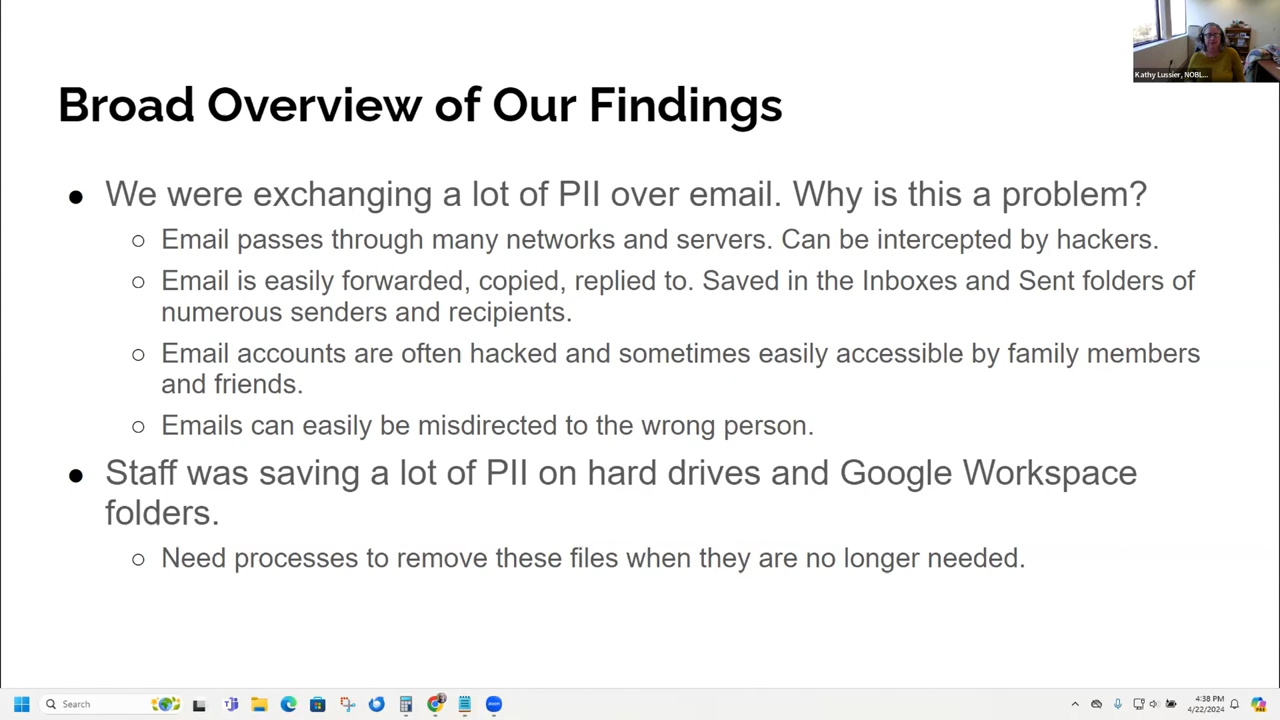 Kathy Lussier, NOBL...
Broad Overview of Our Findings
● We were exchanging a lot of PII over email. Why is this a problem?
○ Email passes through many networks and servers. Can be intercepted by hackers.
○ Email is easily forwarded, copied, replied to. Saved in the Inboxes and Sent folders of
numerous senders and recipients.
○ Email accounts are often hacked and sometimes easily accessible by family members
and friends.
○ Emails can easily be misdirected to the wrong person.
● Staff was saving a lot of PII on hard drives and Google Workspace
folders.
○ Need processes to remove these files when they are no longer needed.
Search
zoom
4:38 PM
4/22/2024